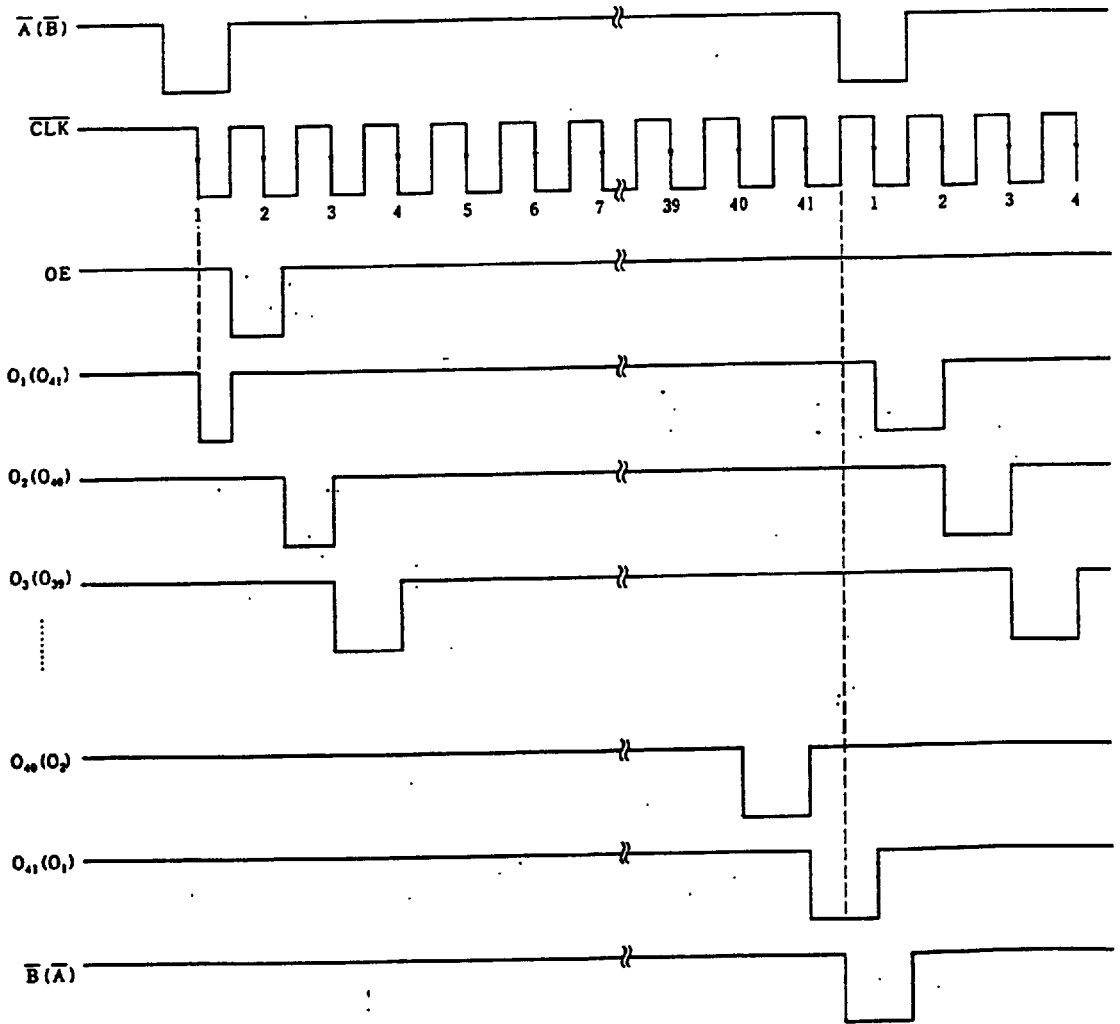 A̅(B̅)
C̅L̅K̅
1 2 3 4 5 6 7 39 40 41 1 2 3 4
OE
O₁(O₄₁)
O₂(O₄₀)
O₃(O₃₉)
O₄₀(O₂)
O₄₁(O₁)
B̅(A̅)